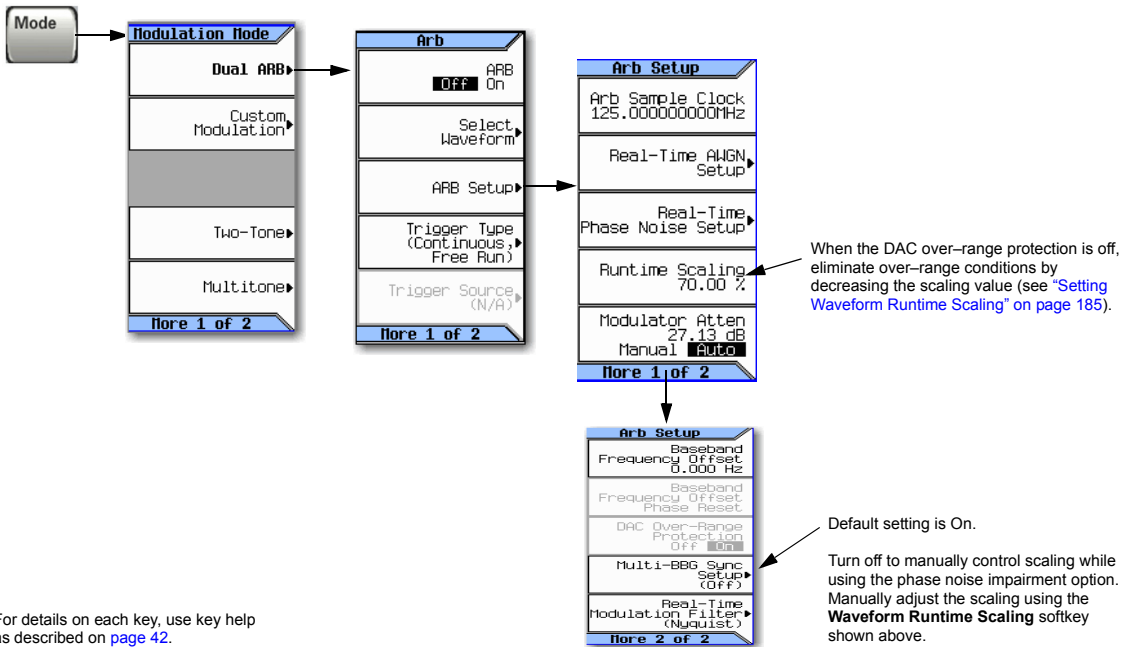 Mode
Modulation Mode
Dual ARB
Custom
Modulation
Two-Tone
Multitone
More 1 of 2
Arb
ARB
Off On
Select
Waveform
ARB Setup
Trigger Type
(Continuous,
Free Run)
Trigger Source
(N/A)
More 1 of 2
Arb Setup
Arb Sample Clock
125.000000000MHz
Real-Time AWGN
Setup
Real-Time
Phase Noise Setup
Runtime Scaling
70.00 %
Modulator Atten
27.13 dB
Manual Auto
More 1 of 2
When the DAC over–range protection is off,
eliminate over–range conditions by
decreasing the scaling value (see “Setting
Waveform Runtime Scaling” on page 185).
Arb Setup
Baseband
Frequency Offset
0.000 Hz
Baseband
Frequency Offset
Phase Reset
DAC Over-Range
Protection
Off On
Multi-BBG Sync
Setup
(Off)
Real-Time
Modulation Filter
(Nyquist)
More 2 of 2
Default setting is On.
Turn off to manually control scaling while
using the phase noise impairment option.
Manually adjust the scaling using the
Waveform Runtime Scaling softkey
shown above.
For details on each key, use key help
as described on page 42.